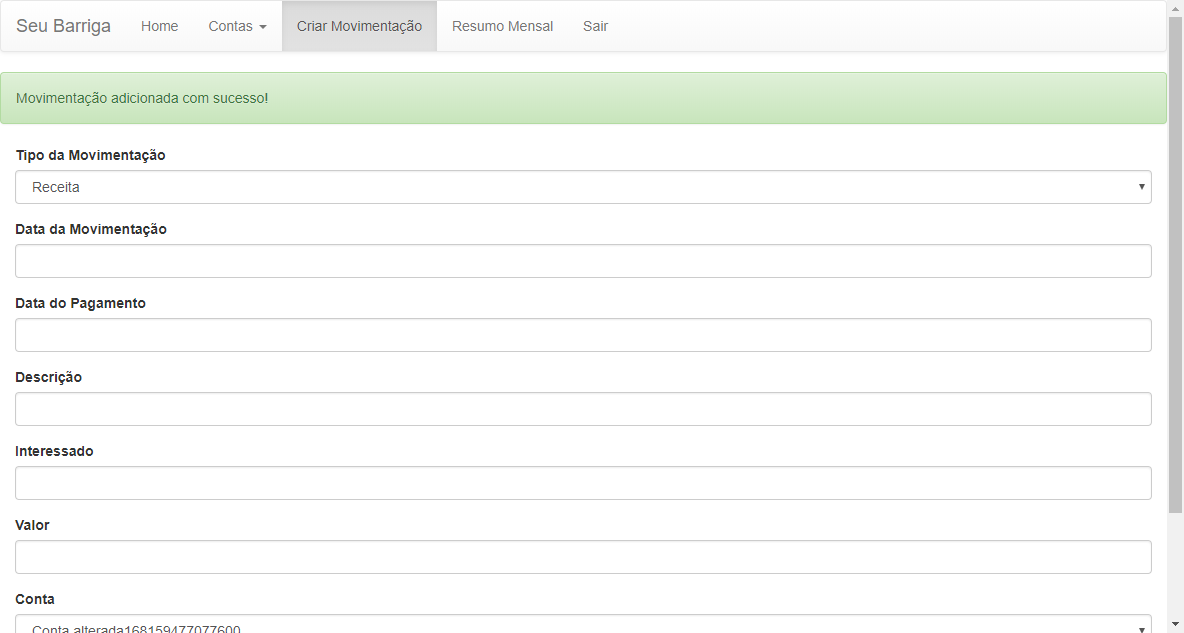 Seu Barriga Home Contas Criar Movimentação Resumo Mensal Sair
Movimentação adicionada com sucesso!
Tipo da Movimentação
Receita
Data da Movimentação
Data do Pagamento
Descrição
Interessado
Valor
Conta
Conta alterada168159477077600